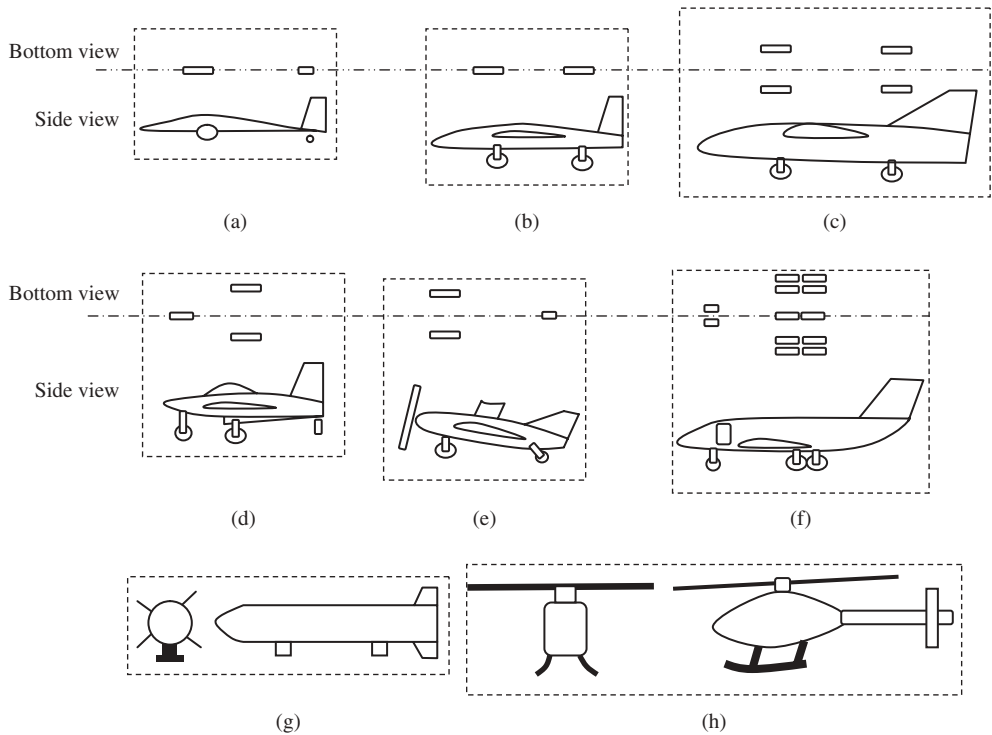 Bottom view
Side view
(a)
(b)
(c)
Bottom view
Side view
(d)
(e)
(f)
(g)
(h)